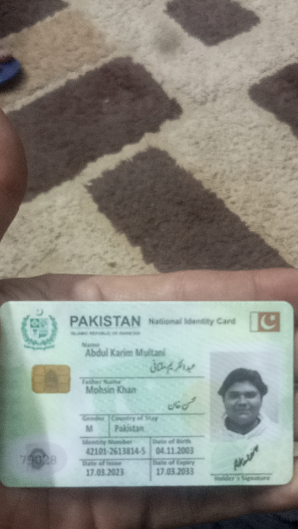 PAKISTAN National Identity Card
ISLAMIC REPUBLIC OF PAKISTAN
Name
Abdul Karim Multani
عبدالکریم ملتانی
Father Name
Mohsin Khan
محسن خان
Gender Country of Stay
M Pakistan
Identity Number Date of Birth
42101-2613814-5 04.11.2003
Date of Issue Date of Expiry
17.03.2023 17.03.2033
Holder's Signature